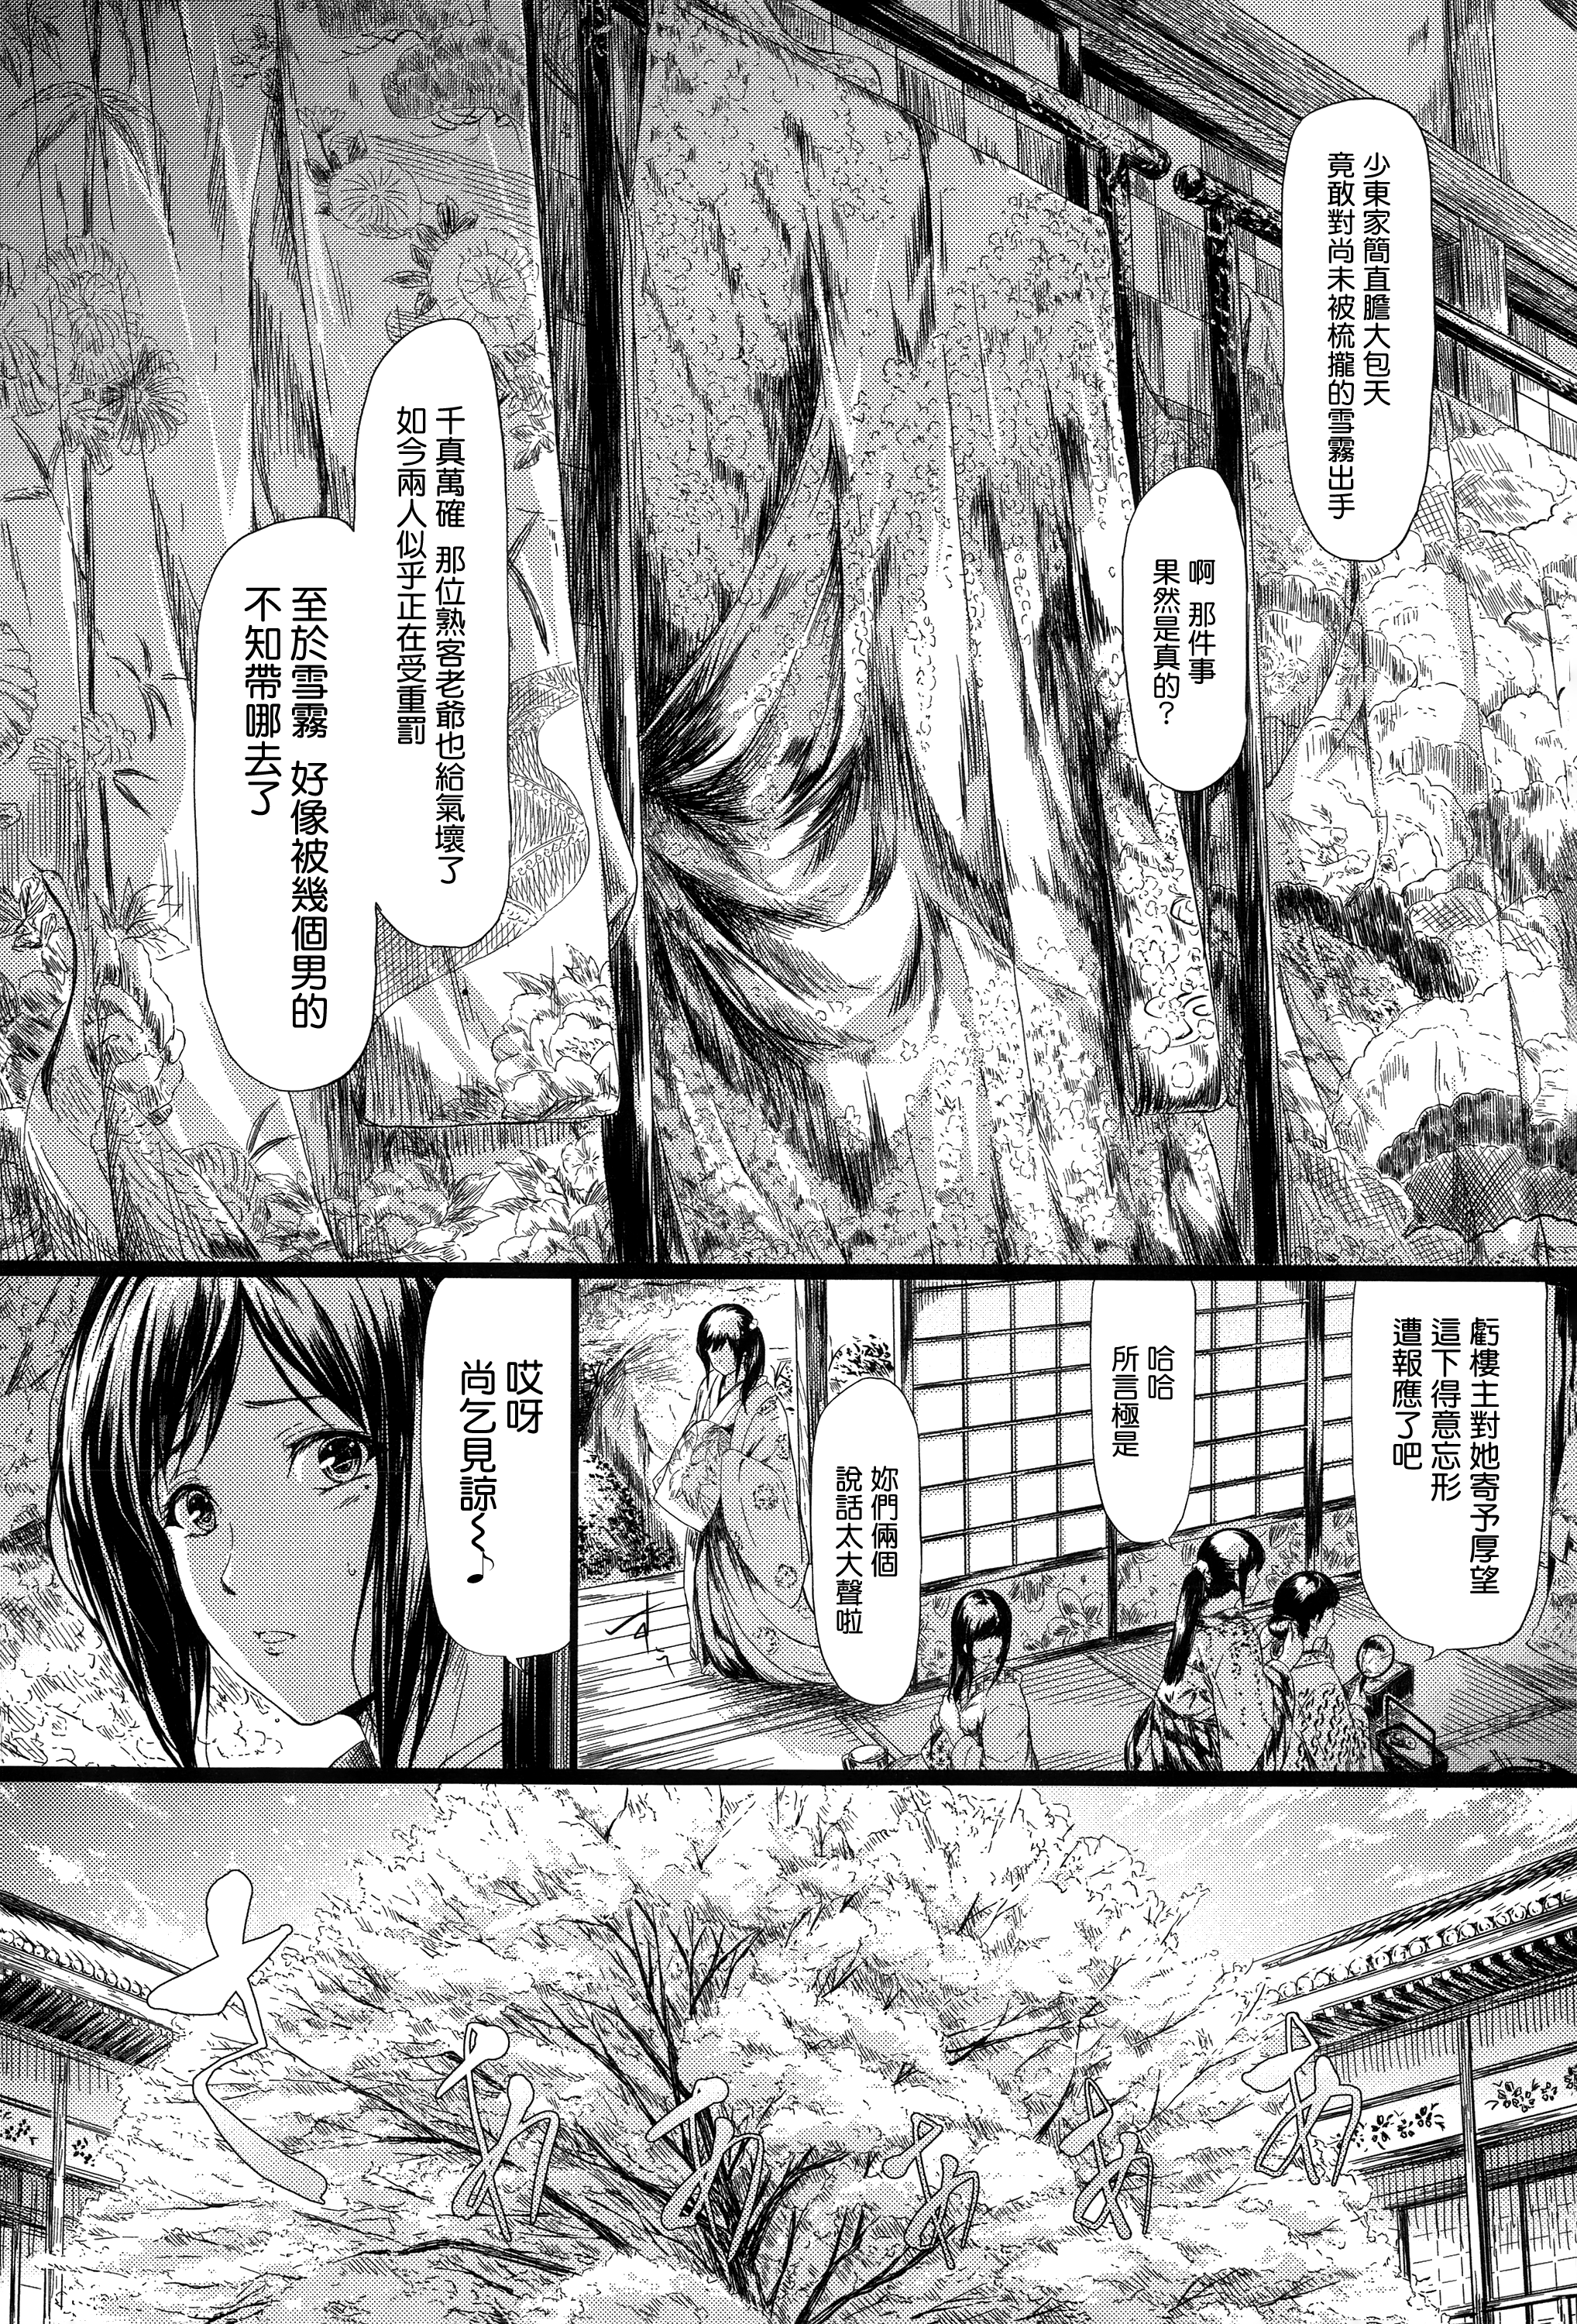 少東家簡直膽大包天
竟敢對尚未被梳攏的雪霧出手
啊 那件事
果然是真的？
千真萬確 那位熟客老爺也給氣壞了
如今兩人似乎正在受重罰
至於雪霧 好像被幾個男的
不知帶哪去了
虧樓主對她寄予厚望
這下得意忘形
遭報應了吧
哈哈
所言極是
妳們倆個
說話太大聲啦
哎呀
尚乞見諒～♪